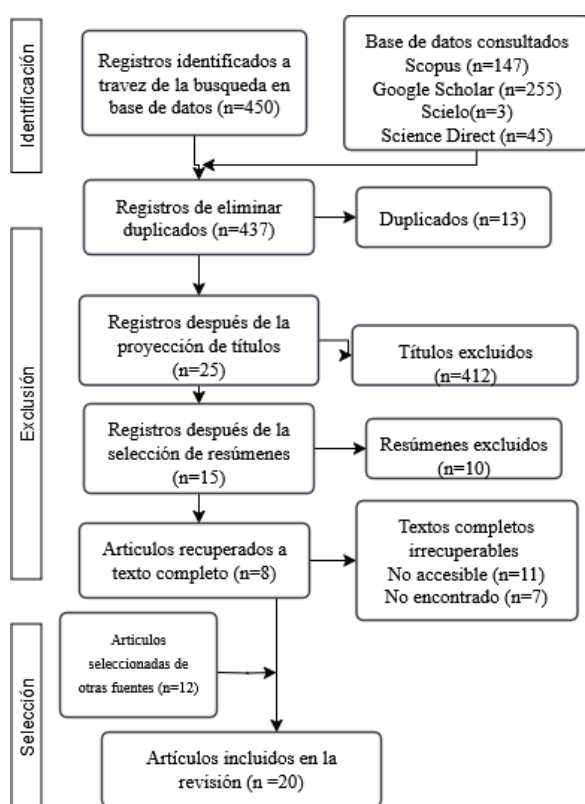 Identificación
Registros identificados a
travez de la busqueda en
base de datos (n=450)
Base de datos consultados
Scopus (n=147)
Google Scholar (n=255)
Scielo(n=3)
Science Direct (n=45)
Exclusión
Registros de eliminar
duplicados (n=437)
Duplicados (n=13)
Registros después de la
proyección de títulos
(n=25)
Títulos excluidos
(n=412)
Registros después de la
selección de resúmenes
(n=15)
Resúmenes excluidos
(n=10)
Articulos recuperados a
texto completo (n=8)
Textos completos
irrecuperables
No accesible (n=11)
No encontrado (n=7)
Selección
Articulos
seleccionadas de
otras fuentes (n=12)
Artículos incluidos en la
revisión (n =20)